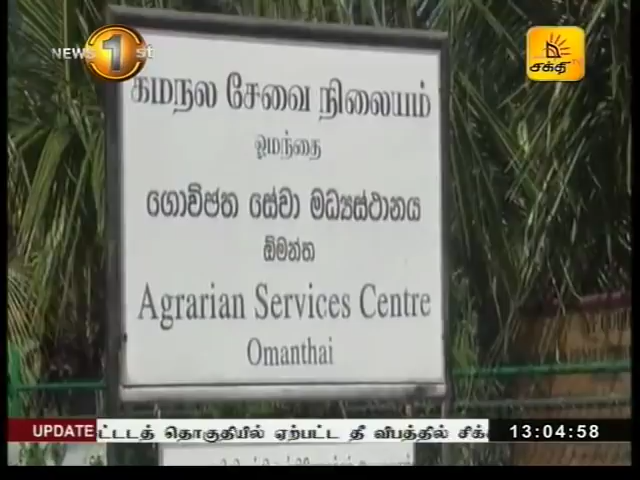 NEWS 1st
சக்தி TV
கமநல சேவை நிலையம்
ஓமந்தை
ගොවිජන සේවා මධ්‍යස්ථානය
ඕමන්ත
Agrarian Services Centre
Omanthai
UPDATE ட்டடத் தொகுதியில் ஏற்பட்ட தீ விபத்தில் சிக் 13:04:58